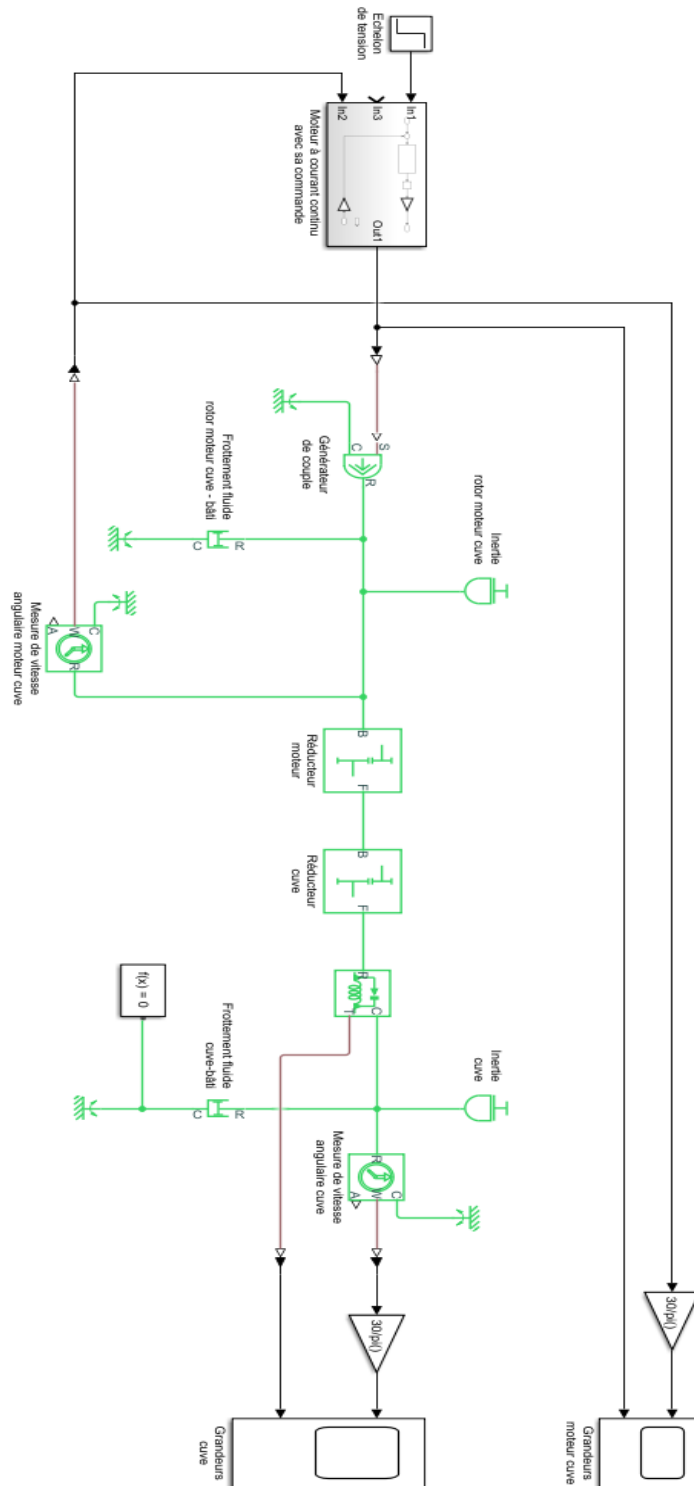 Echelon
de tension
In1
In3
In2
Out1
Moteur à courant continu
avec sa commande
S
C
R
Générateur
de couple
Inertie
rotor moteur cuve
Frottement fluide
rotor moteur cuve - bâti
R
C
C
W
A
R
Mesure de vitesse
angulaire moteur cuve
B
F
Réducteur
moteur
B
F
Réducteur
cuve
R
C
T
f(x) = 0
Frottement fluide
cuve-bâti
R
C
Inertie
cuve
R
C
W
A
Mesure de vitesse
angulaire cuve
30/pi()
30/pi()
Grandeurs
cuve
Grandeurs
moteur cuve